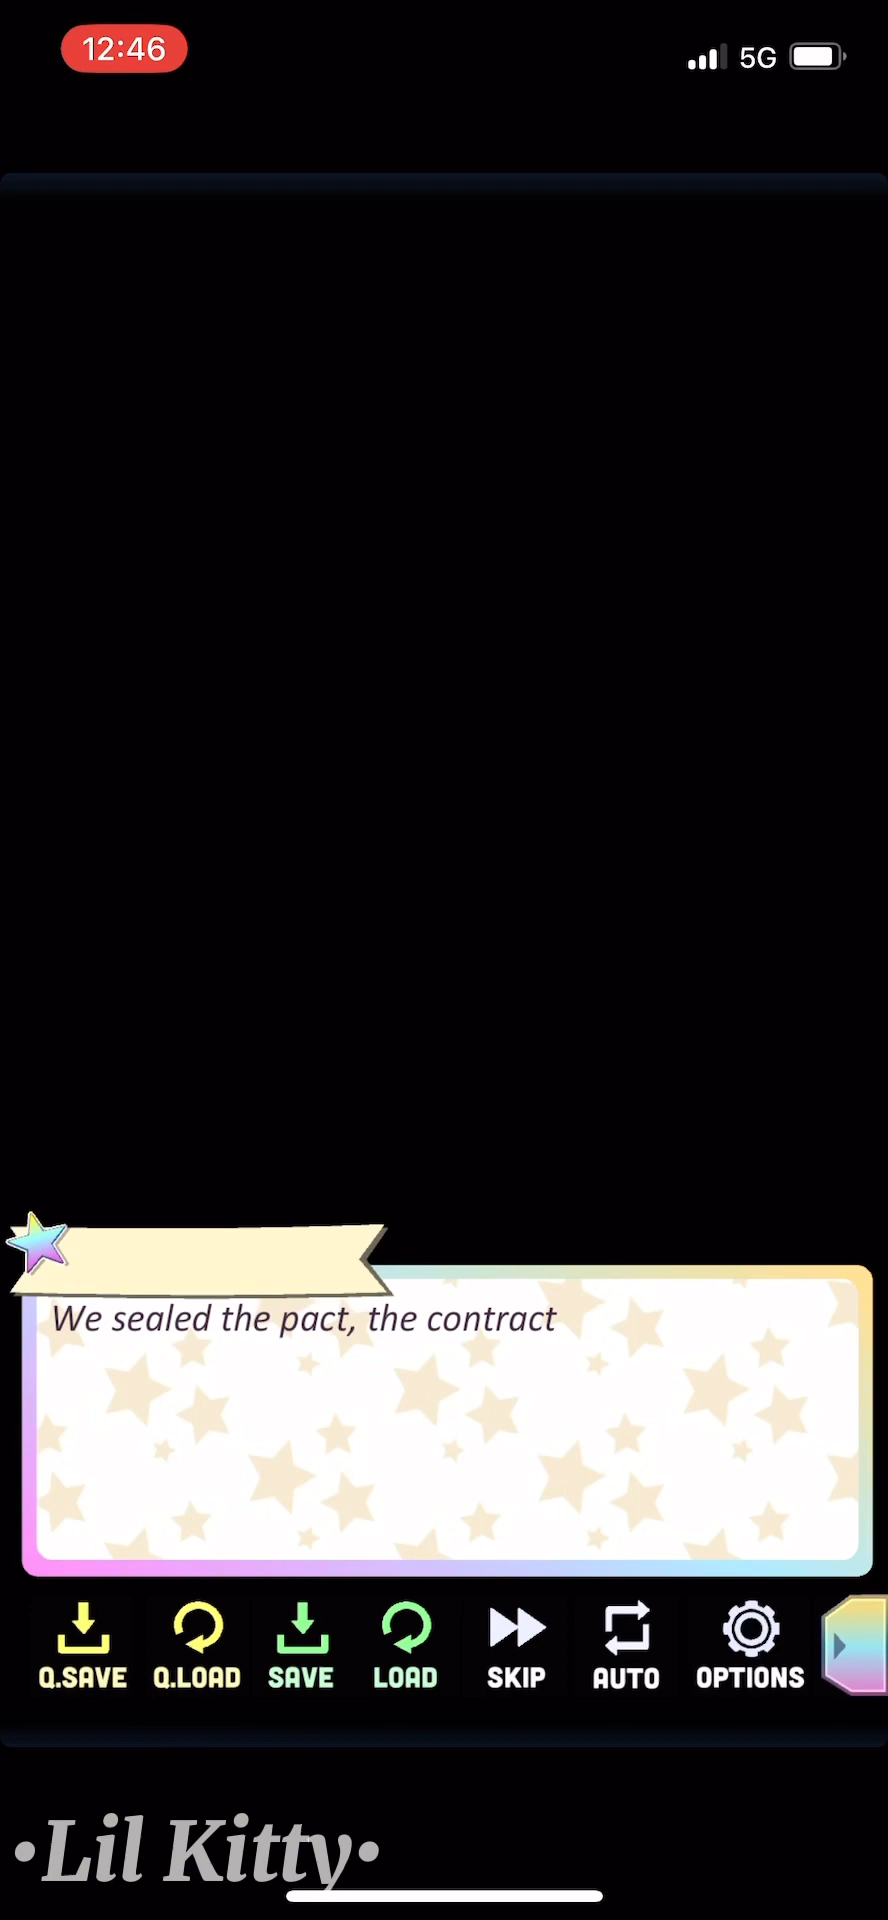 12:46
5G
We sealed the pact, the contract
Q.SAVE Q.LOAD SAVE LOAD SKIP AUTO OPTIONS
•Lil Kitty•